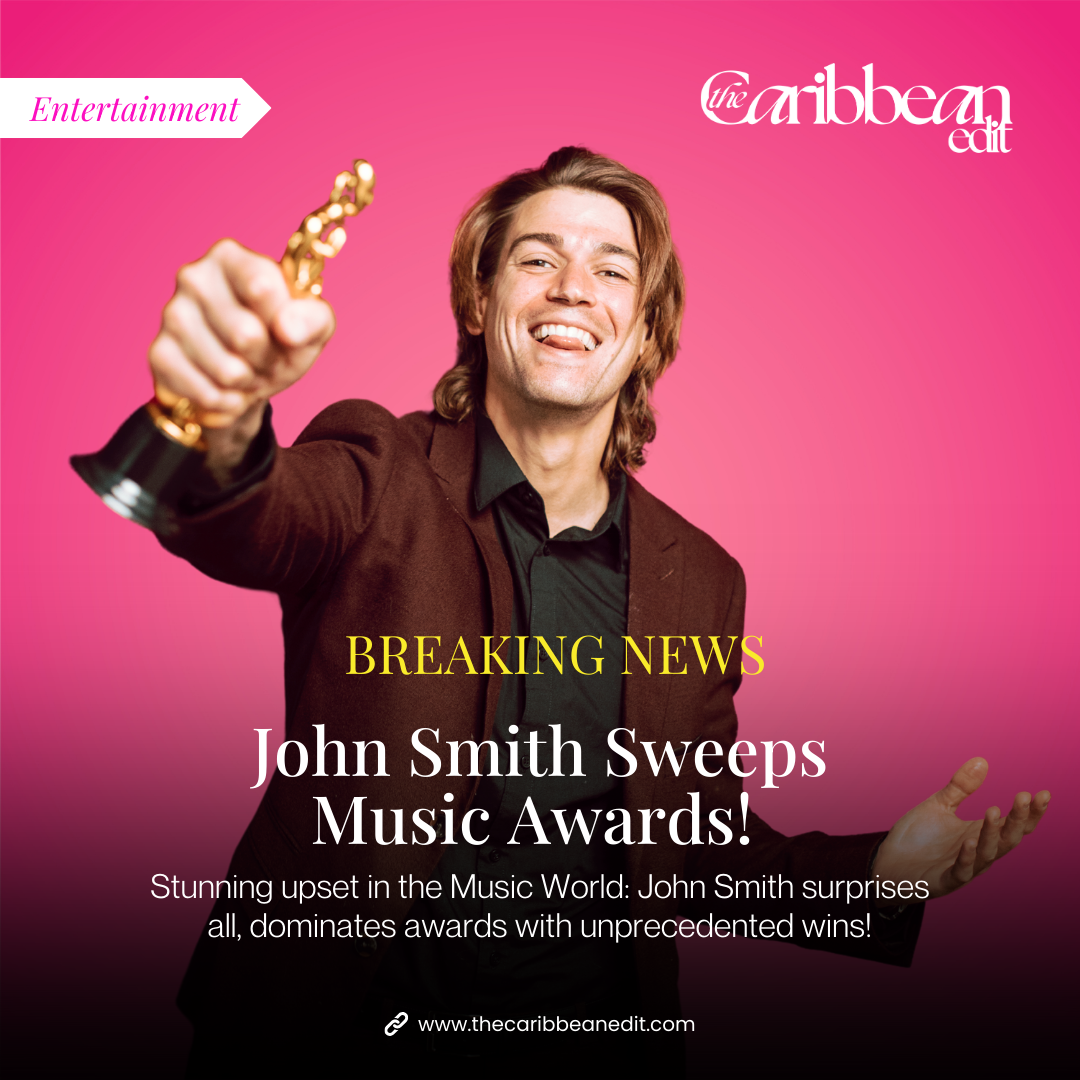 Entertainment
the Caribbean
edit
BREAKING NEWS
John Smith Sweeps
Music Awards!
Stunning upset in the Music World: John Smith surprises
all, dominates awards with unprecedented wins!
www.thecaribbeanedit.com